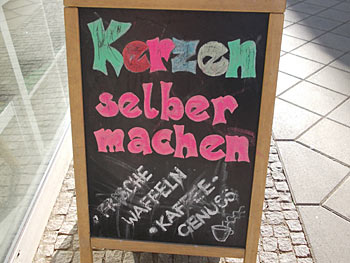 Kerzen
selber
machen
FRISCHE
WAFFELN
• KAFFEE •
GENUSS